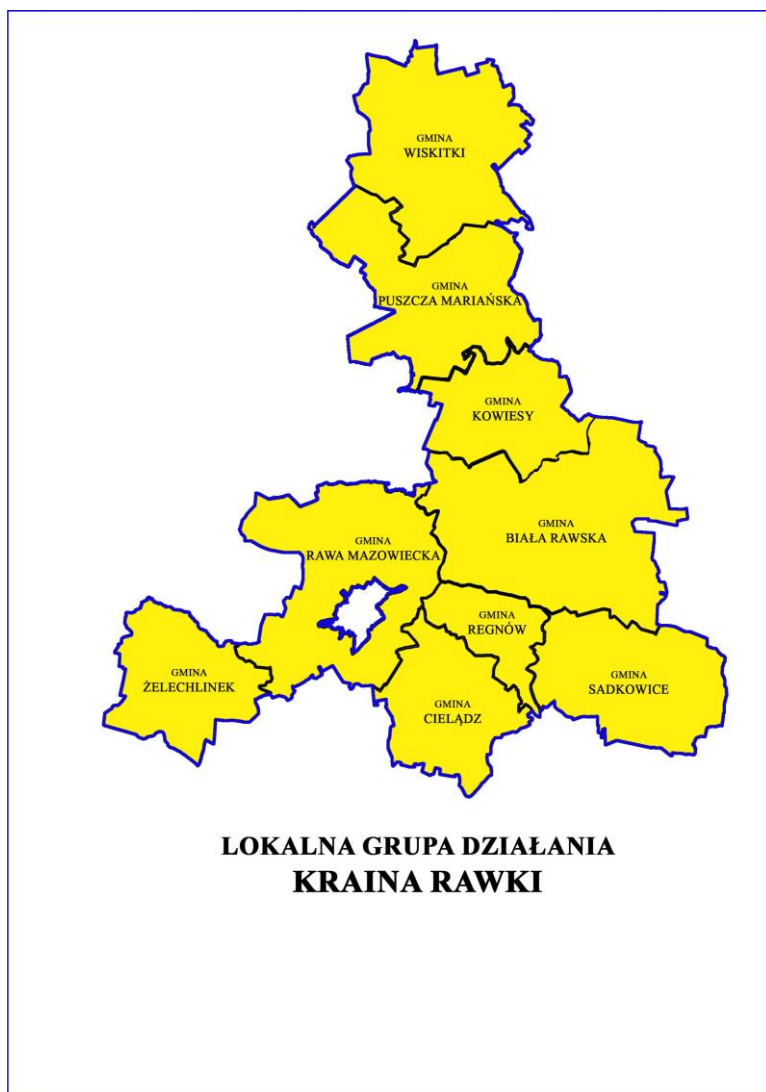 GMINA
WISKITKI
GMINA
PUSZCZA MARIAŃSKA
GMINA
KOWIESY
GMINA
BIAŁA RAWSKA
GMINA
RAWA MAZOWIECKA
GMINA
REGNÓW
GMINA
ŻELECHLINEK
GMINA
SADKOWICE
GMINA
CIELĄDZ
LOKALNA GRUPA DZIAŁANIA
KRAINA RAWKI